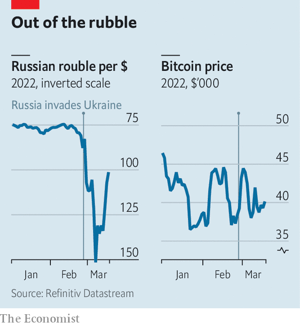 Out of the rubble
Russian rouble per $
2022, inverted scale
Russia invades Ukraine
75
100
125
150
Jan Feb Mar
Bitcoin price
2022, $'000
50
45
40
35
Jan Feb Mar
Source: Refinitiv Datastream
The Economist